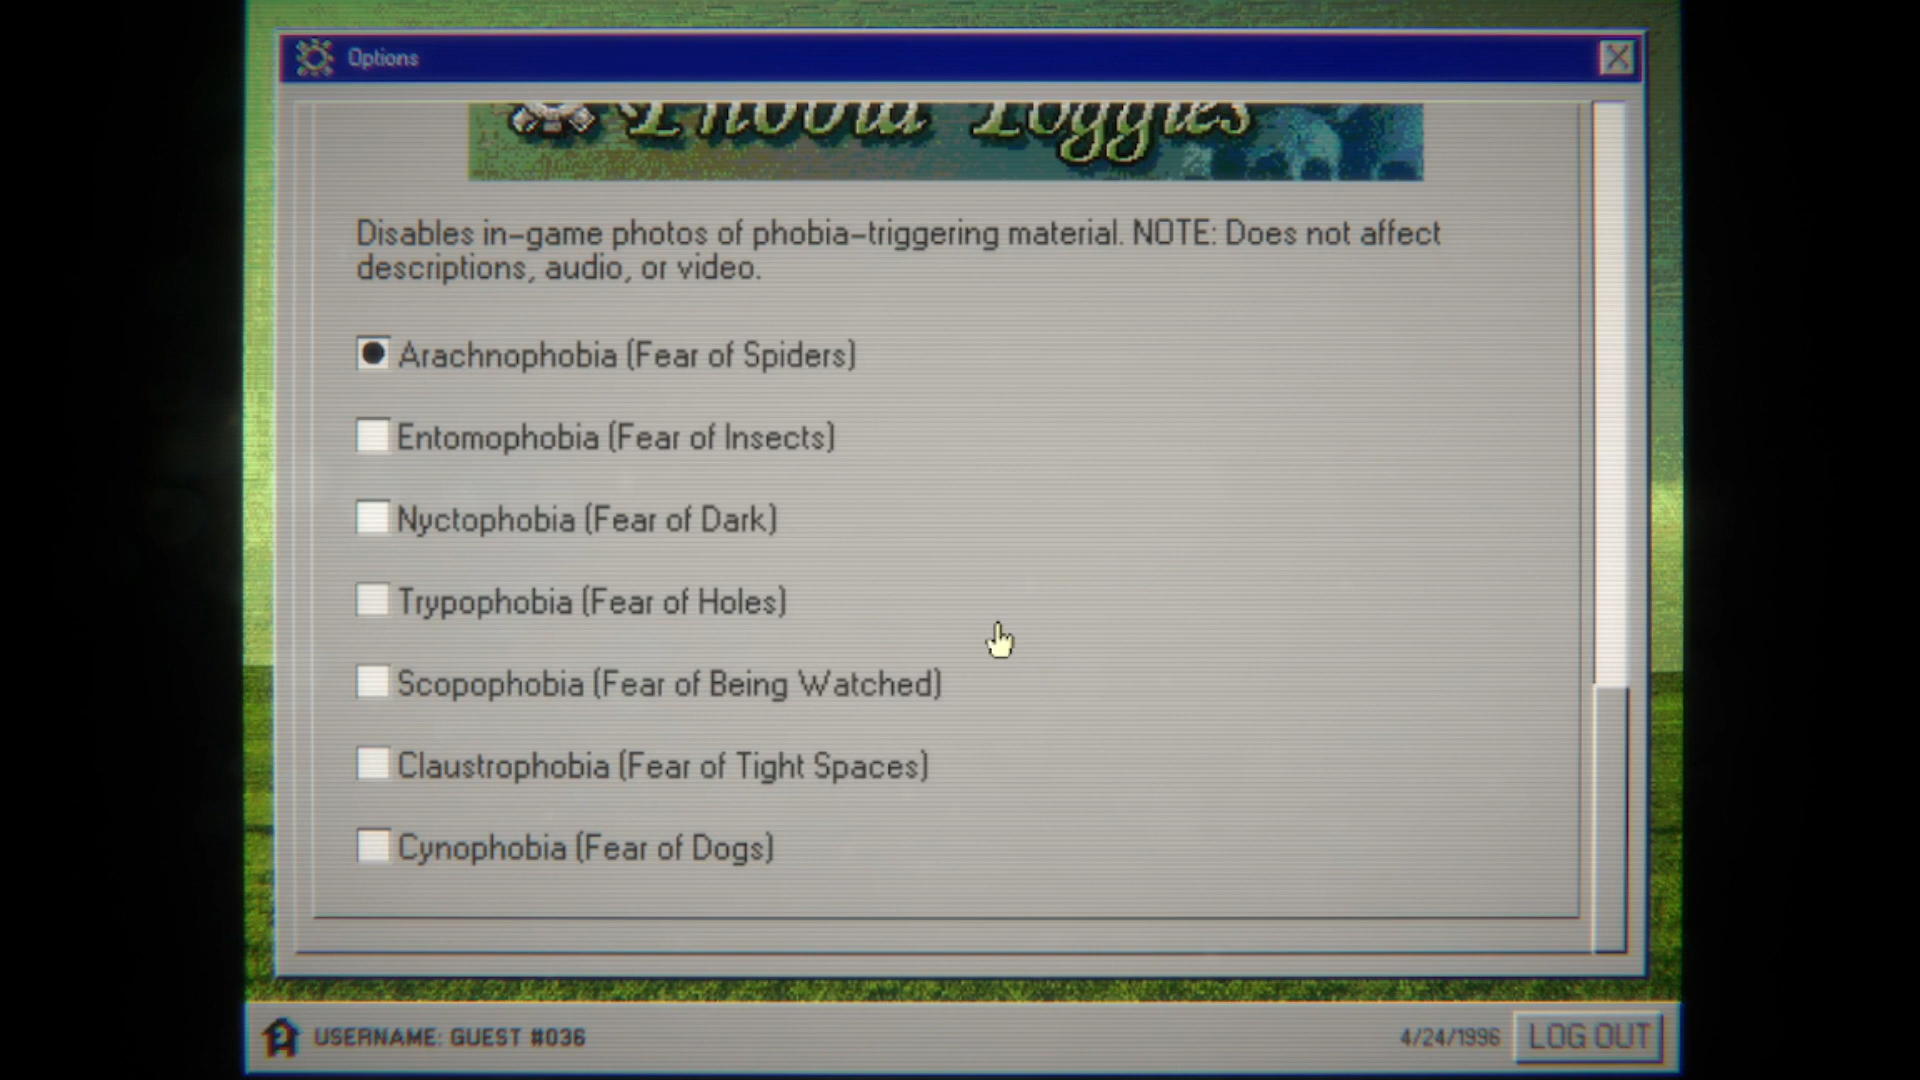 Options
Phobia Toggles
Disables in-game photos of phobia-triggering material. NOTE: Does not affect
descriptions, audio, or video.
Arachnophobia (Fear of Spiders)
Entomophobia (Fear of Insects)
Nyctophobia (Fear of Dark)
Trypophobia (Fear of Holes)
Scopophobia (Fear of Being Watched)
Claustrophobia (Fear of Tight Spaces)
Cynophobia (Fear of Dogs)
USERNAME: GUEST #036
4/24/1996
LOG OUT